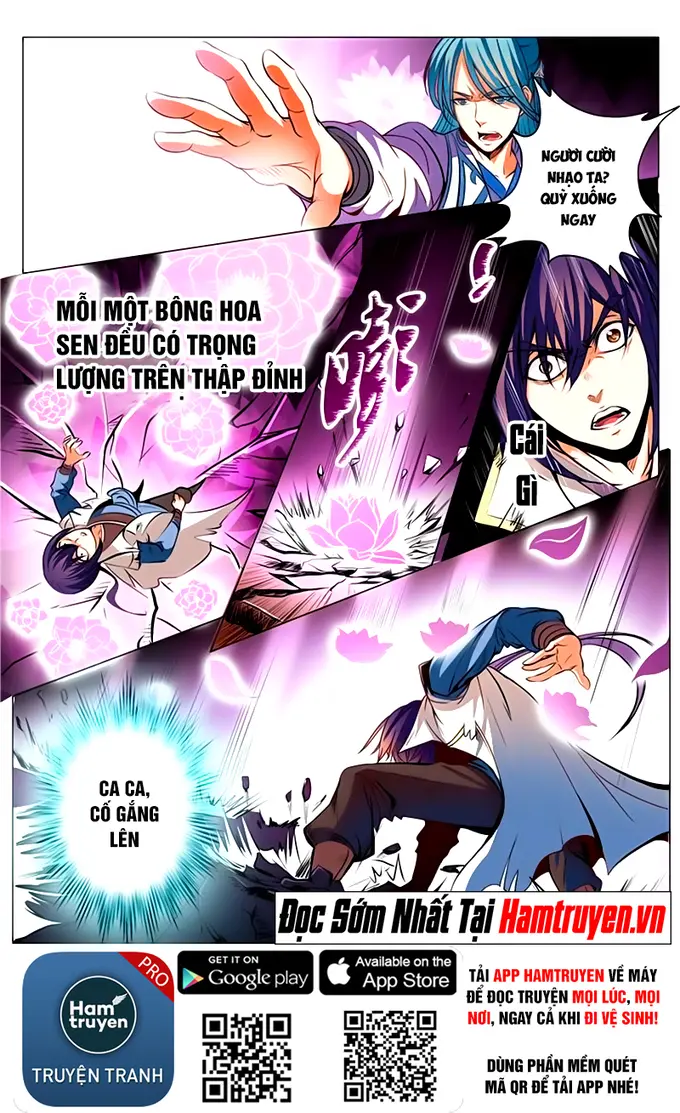 NGƯƠI CƯỜI
NHẠO TA?
QUỲ XUỐNG
NGAY
MỖI MỘT BÔNG HOA
SEN ĐỀU CÓ TRỌNG
LƯỢNG TRÊN THẬP ĐỈNH
嘭
Cái
Gì
CA CA,
CỐ GẮNG
LÊN
Đọc Sớm Nhất Tại Hamtruyen.vn
PRO
Ham
truyen
TRUYỆN TRANH
GET IT ON
Google play
Available on the
App Store
TẢI APP HAMTRUYEN VỀ MÁY
ĐỂ ĐỌC TRUYỆN MỌI LÚC, MỌI
NƠI, NGAY CẢ KHI ĐI VỆ SINH!
DÙNG PHẦN MỀM QUÉT
MÃ QR ĐỂ TẢI APP NHÉ!